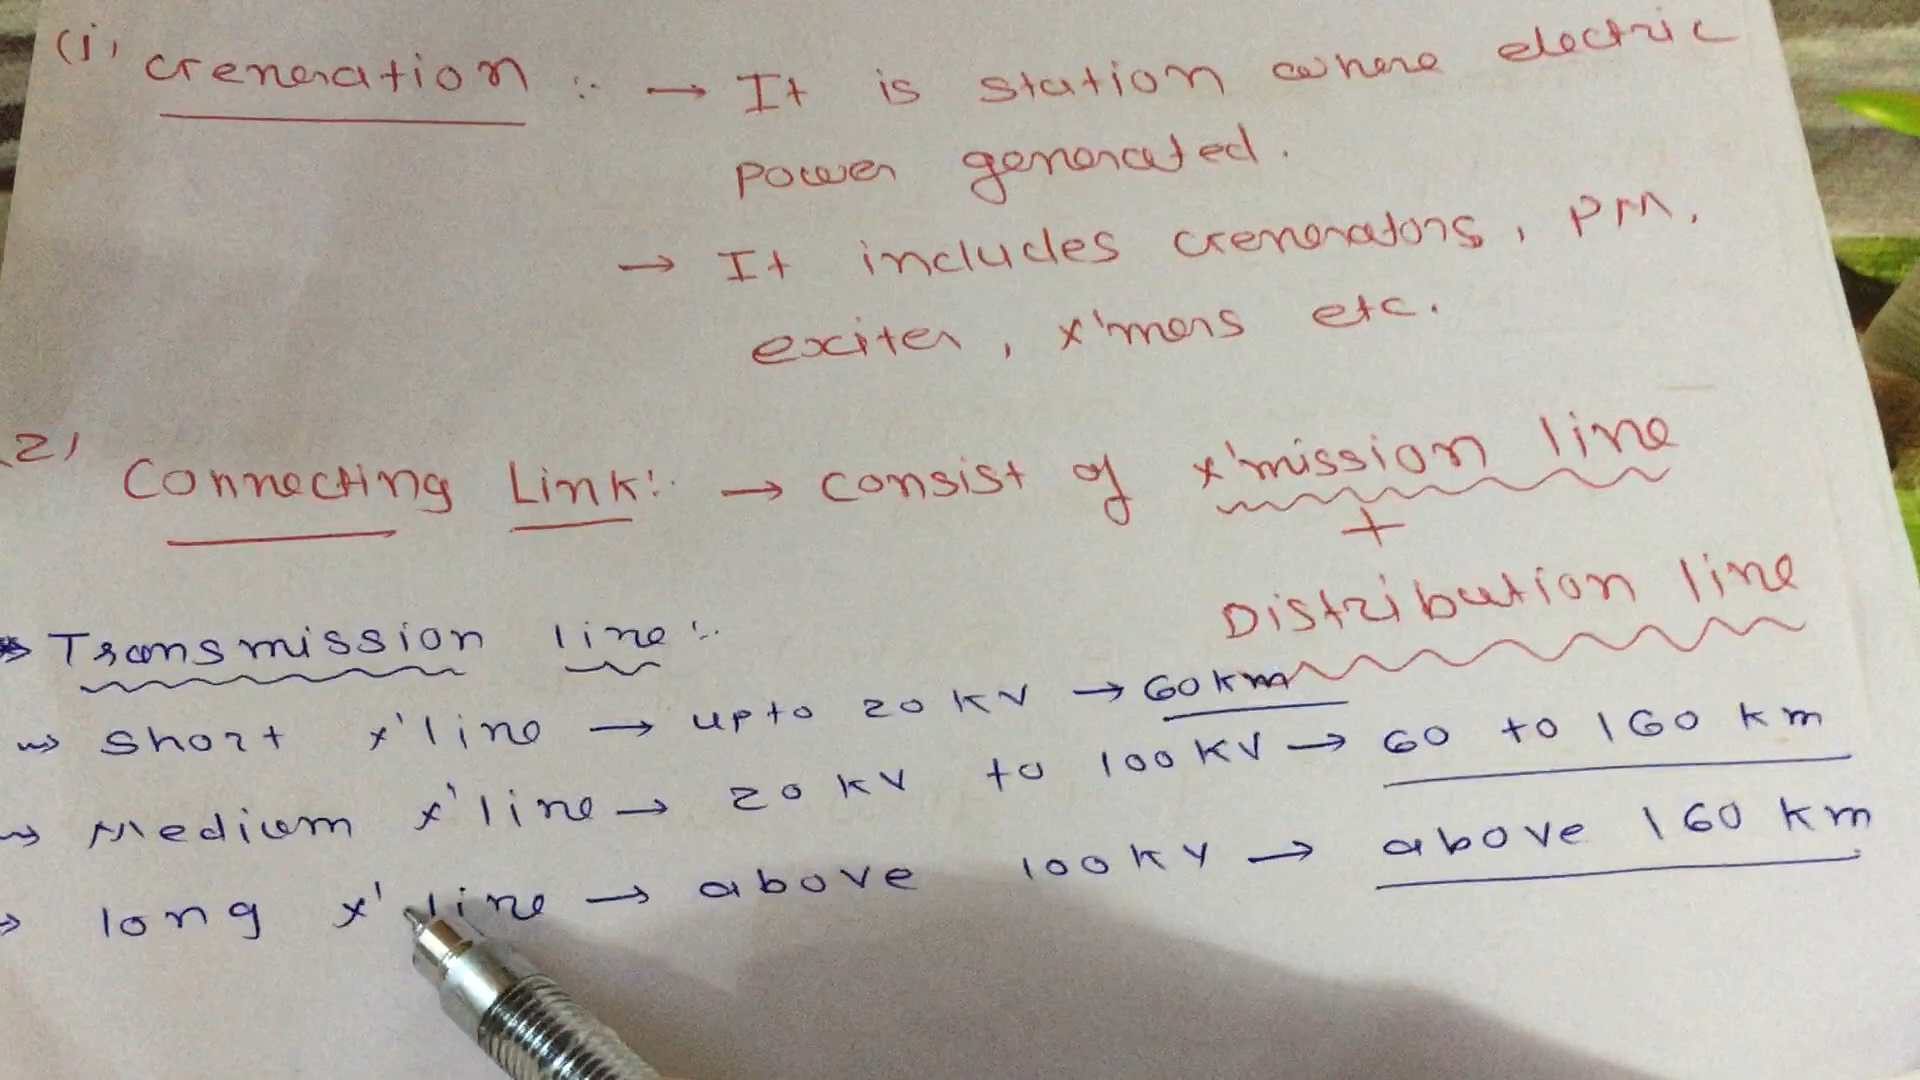 (1) Generation :- → It is station where electric
power generated.
→ It includes Generators, PM,
exciter, x'mers etc.
2) Connecting Link:- → consist of x'mission line
+
Distribution line
Transmission line :-
⇒ short x'line → upto 20 KV → 60 km
⇒ Medium x'line → 20 KV to 100 KV → 60 to 160 km
⇒ long x'line → above 100 KV → above 160 km